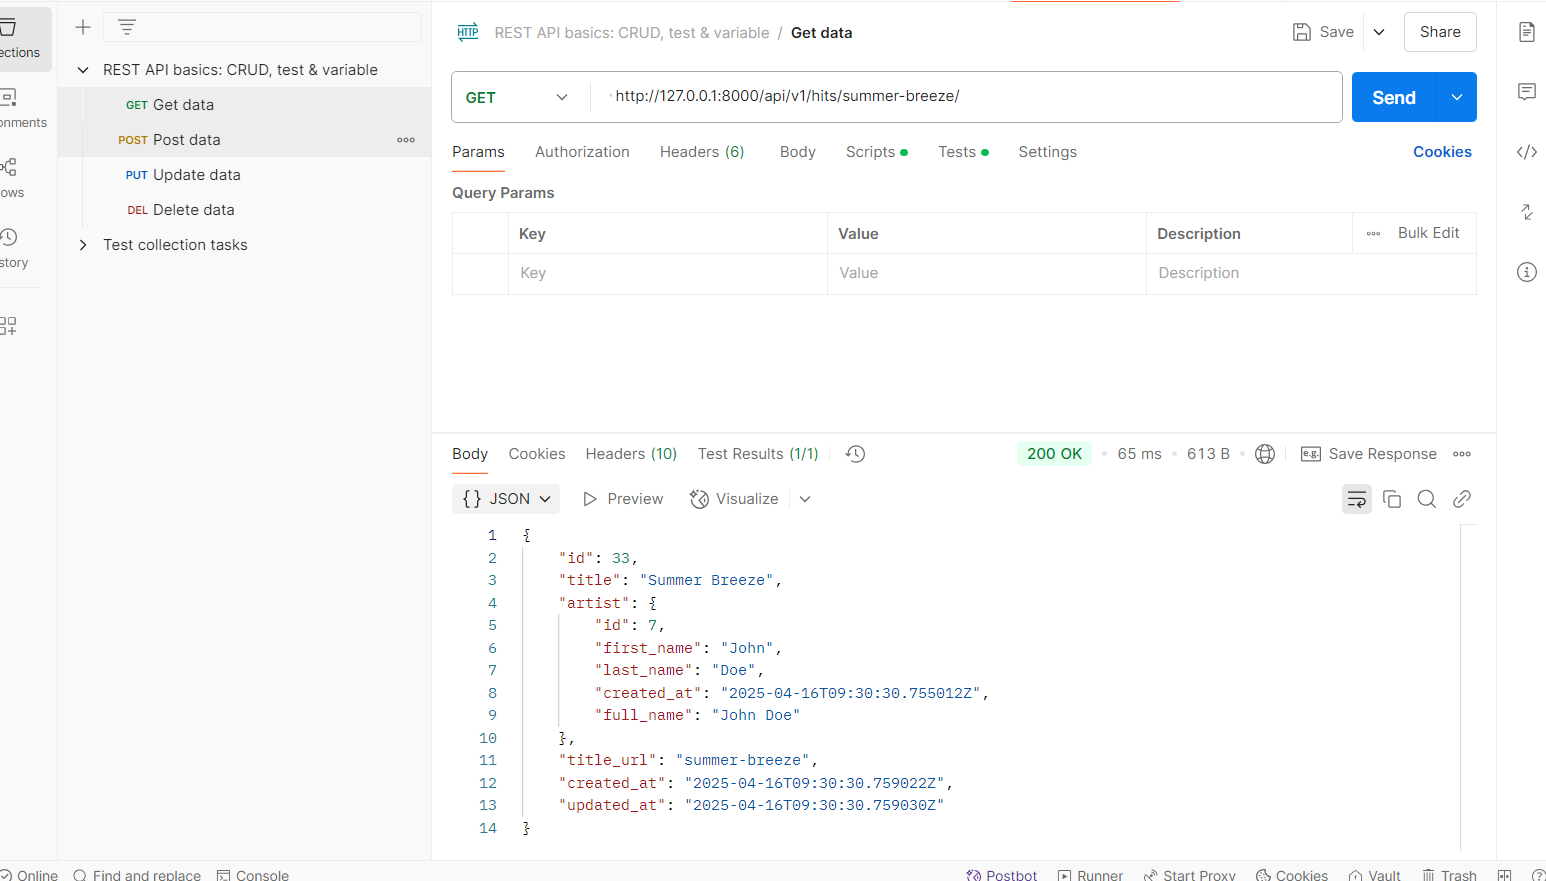 HTTP REST API basics: CRUD, test & variable / Get data
Save
Share
ections
onments
ows
story
REST API basics: CRUD, test & variable
GET Get data
POST Post data
PUT Update data
DEL Delete data
Test collection tasks
GET http://127.0.0.1:8000/api/v1/hits/summer-breeze/
Send
Params Authorization Headers (6) Body Scripts Tests Settings Cookies
Query Params
Key Value Description Bulk Edit
Key Value Description
Body Cookies Headers (10) Test Results (1/1) 200 OK 65 ms 613 B e.g. Save Response
{} JSON Preview Visualize
1 {
2 "id": 33,
3 "title": "Summer Breeze",
4 "artist": {
5 "id": 7,
6 "first_name": "John",
7 "last_name": "Doe",
8 "created_at": "2025-04-16T09:30:30.755012Z",
9 "full_name": "John Doe"
10 },
11 "title_url": "summer-breeze",
12 "created_at": "2025-04-16T09:30:30.759022Z",
13 "updated_at": "2025-04-16T09:30:30.759030Z"
14 }
Online Find and replace Console Postbot Runner Start Proxy Cookies Vault Trash